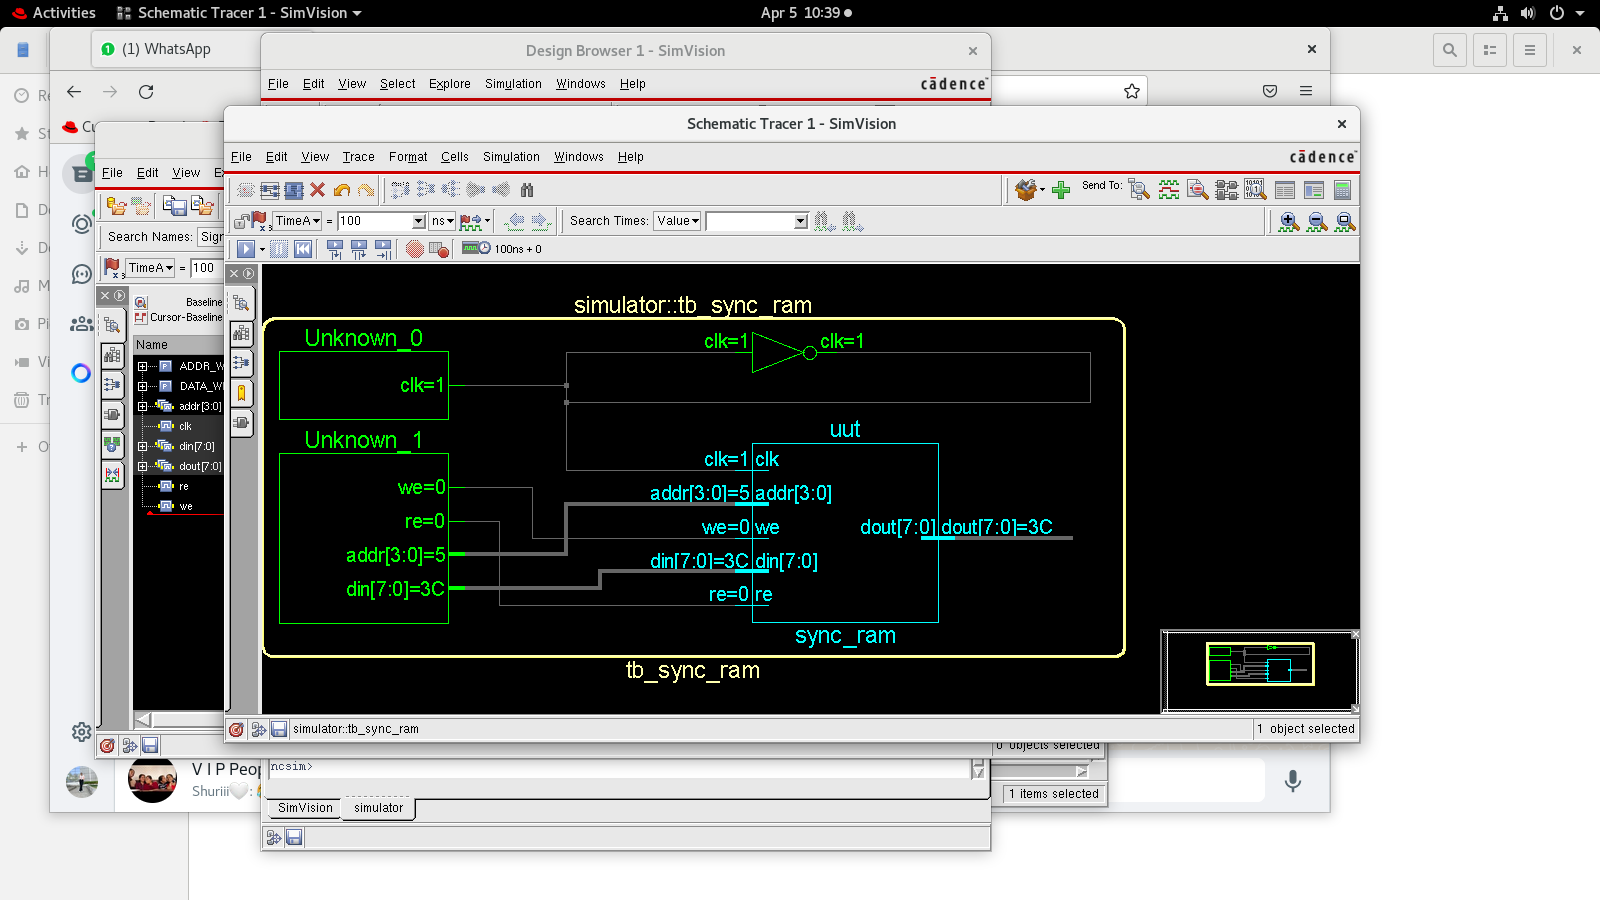 Activities
Schematic Tracer 1 - SimVision
Apr 5 10:39
(1) WhatsApp
Design Browser 1 - SimVision
File Edit View Select Explore Simulation Windows Help
cādence
Schematic Tracer 1 - SimVision
File Edit View Trace Format Cells Simulation Windows Help
cādence
Send To:
TimeA = 100 ns
Search Times: Value
100ns + 0
File Edit View
Search Names:
TimeA = 100
Baseline
Cursor-Baseline
Name
addr[3:0]
clk
din[7:0]
dout[7:0]
re
we
simulator::tb_sync_ram
Unknown_0
clk=1
clk=1
clk=1
Unknown_1
we=0
re=0
addr[3:0]=5
din[7:0]=3C
uut
clk=1 clk
addr[3:0]=5 addr[3:0]
we=0 we
dout[7:0] dout[7:0]=3C
din[7:0]=3C din[7:0]
re=0 re
sync_ram
tb_sync_ram
simulator::tb_sync_ram
1 object selected
0 objects selected
ncsim>
1 items selected
SimVision
simulator
V I P Peop
Shuriii